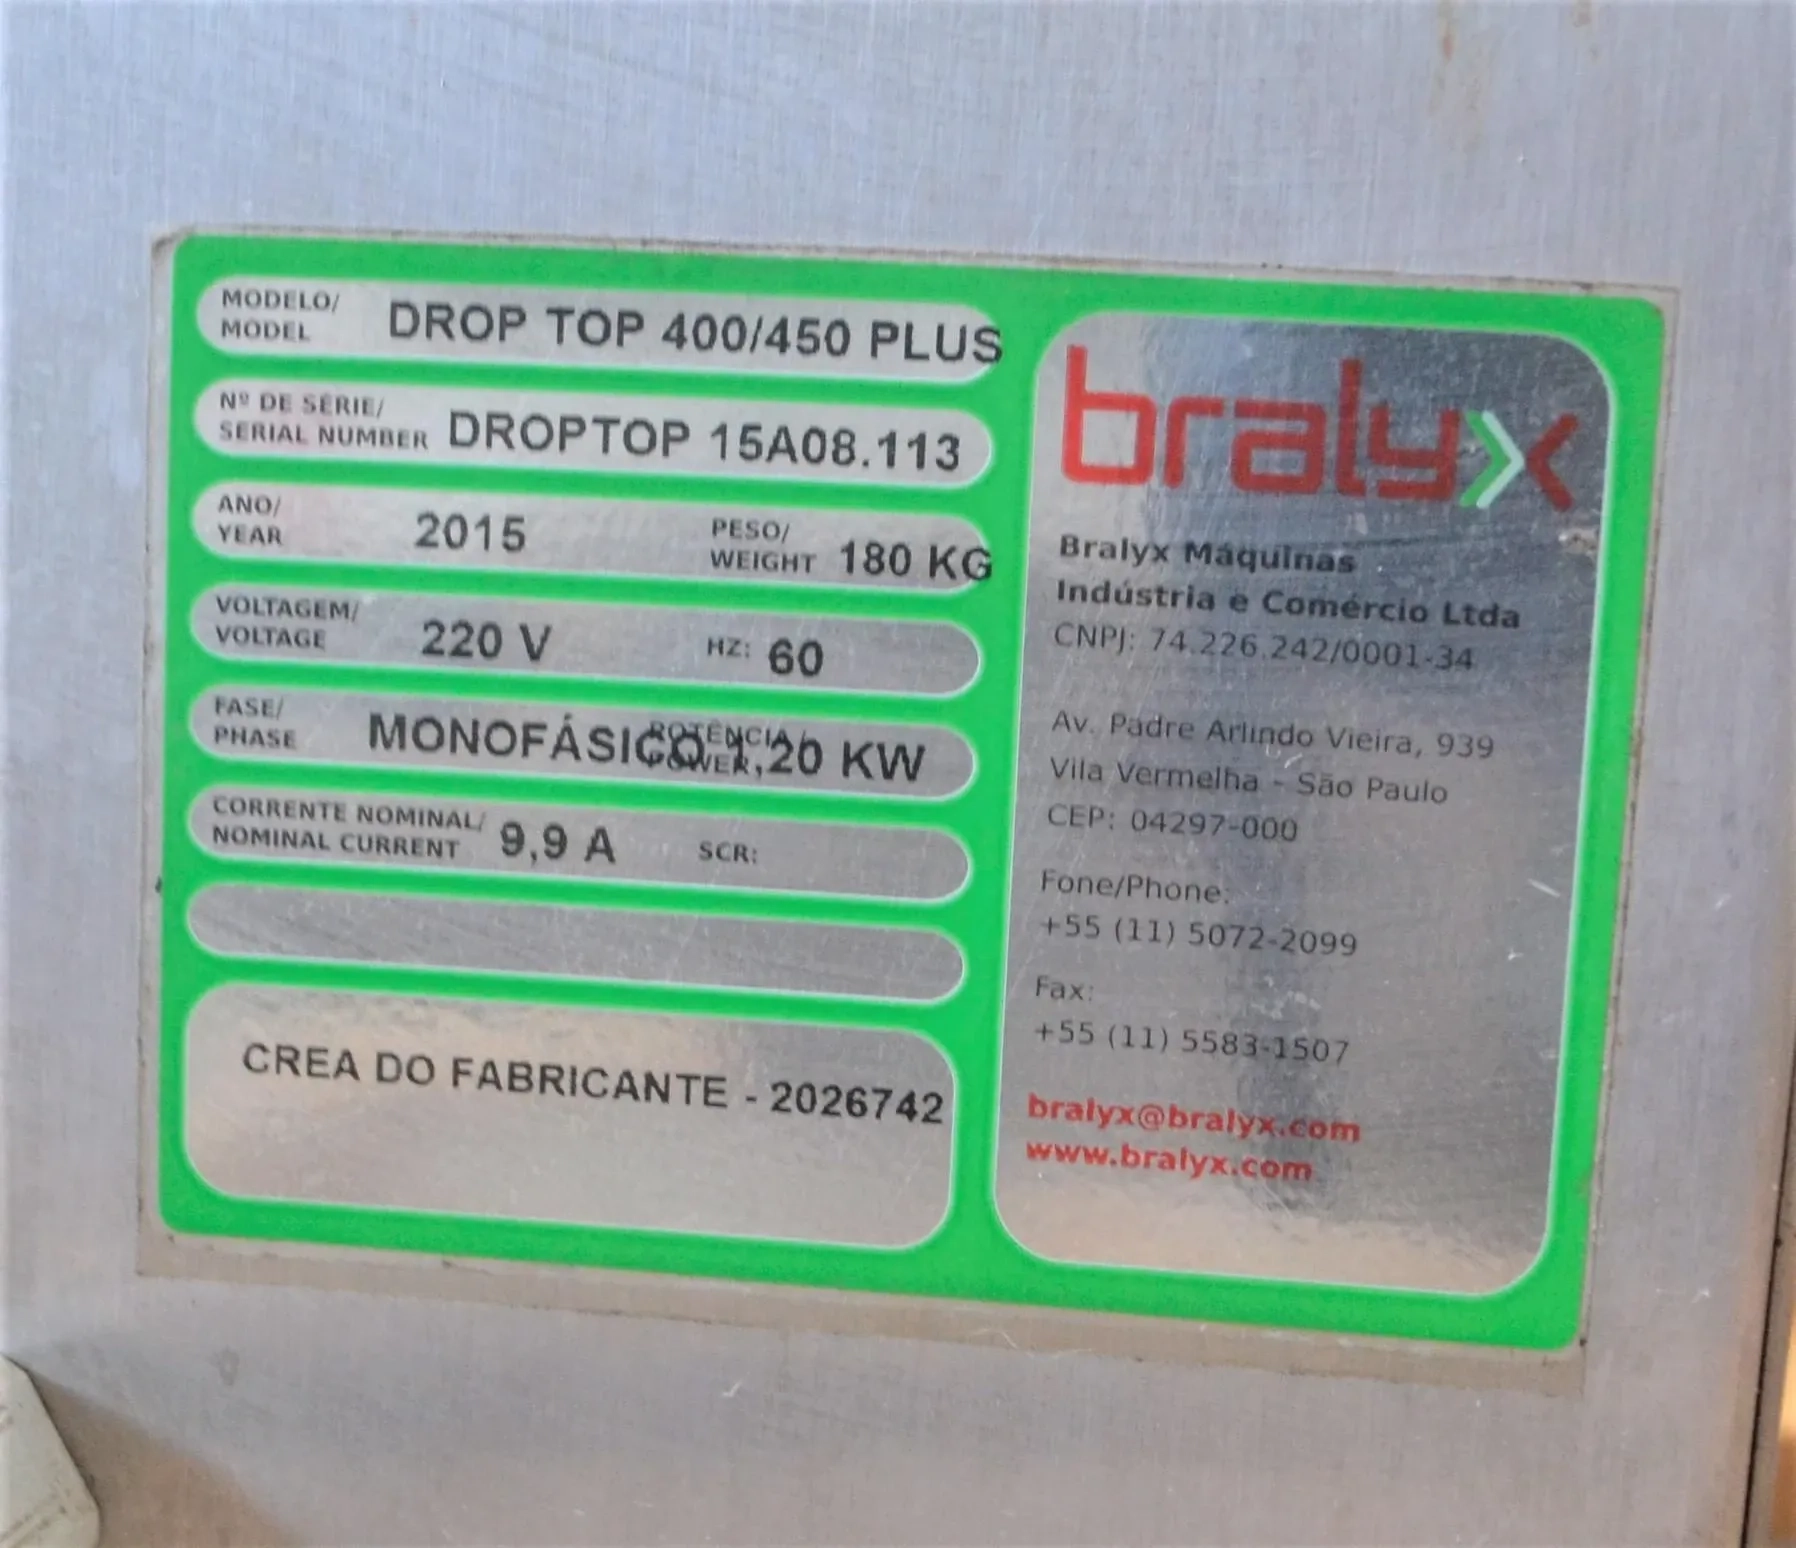 MODELO/
MODEL
DROP TOP 400/450 PLUS
Nº DE SÉRIE/
SERIAL NUMBER
DROPTOP 15A08.113
ANO/
YEAR
2015
PESO/
WEIGHT
180 KG
VOLTAGEM/
VOLTAGE
220 V
HZ: 60
FASE/
PHASE
MONOFÁSICO
POTÊNCIA/
POWER
1,20 KW
CORRENTE NOMINAL/
NOMINAL CURRENT
9,9 A
SCR:
CREA DO FABRICANTE - 2026742
bralyx
Bralyx Máquinas
Indústria e Comércio Ltda
CNPJ: 74.226.242/0001-34
Av. Padre Arlindo Vieira, 939
Vila Vermelha - São Paulo
CEP: 04297-000
Fone/Phone:
+55 (11) 5072-2099
Fax:
+55 (11) 5583-1507
bralyx@bralyx.com
www.bralyx.com